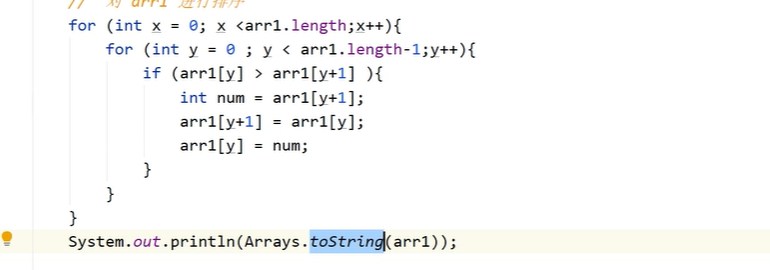 // 对 arr1 进行排序
for (int x = 0; x <arr1.length;x++){
for (int y = 0 ; y < arr1.length-1;y++){
if (arr1[y] > arr1[y+1] ){
int num = arr1[y+1];
arr1[y+1] = arr1[y];
arr1[y] = num;
}
}
}
System.out.println(Arrays.toString(arr1));